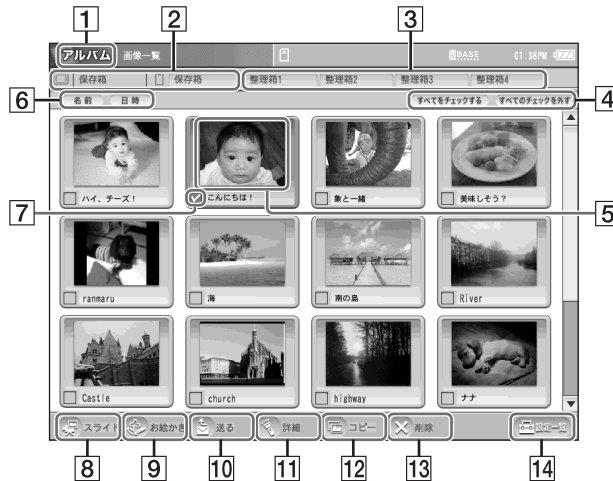 1
2
3
アルバム 画像一覧 BASE 01:38PM
保存箱 保存箱 整理箱1 整理箱2 整理箱3 整理箱4
6
名前 日時 すべてをチェックする すべてのチェックを外す
4
ハイ、チーズ! こんにちは! 象と一緒 美味しそう?
7
5
ranmaru 海 南の島 River
Castle church highway ナナ
スライド お絵かき 送る 詳細 コピー 削除 設定一覧
8
9
10
11
12
13
14